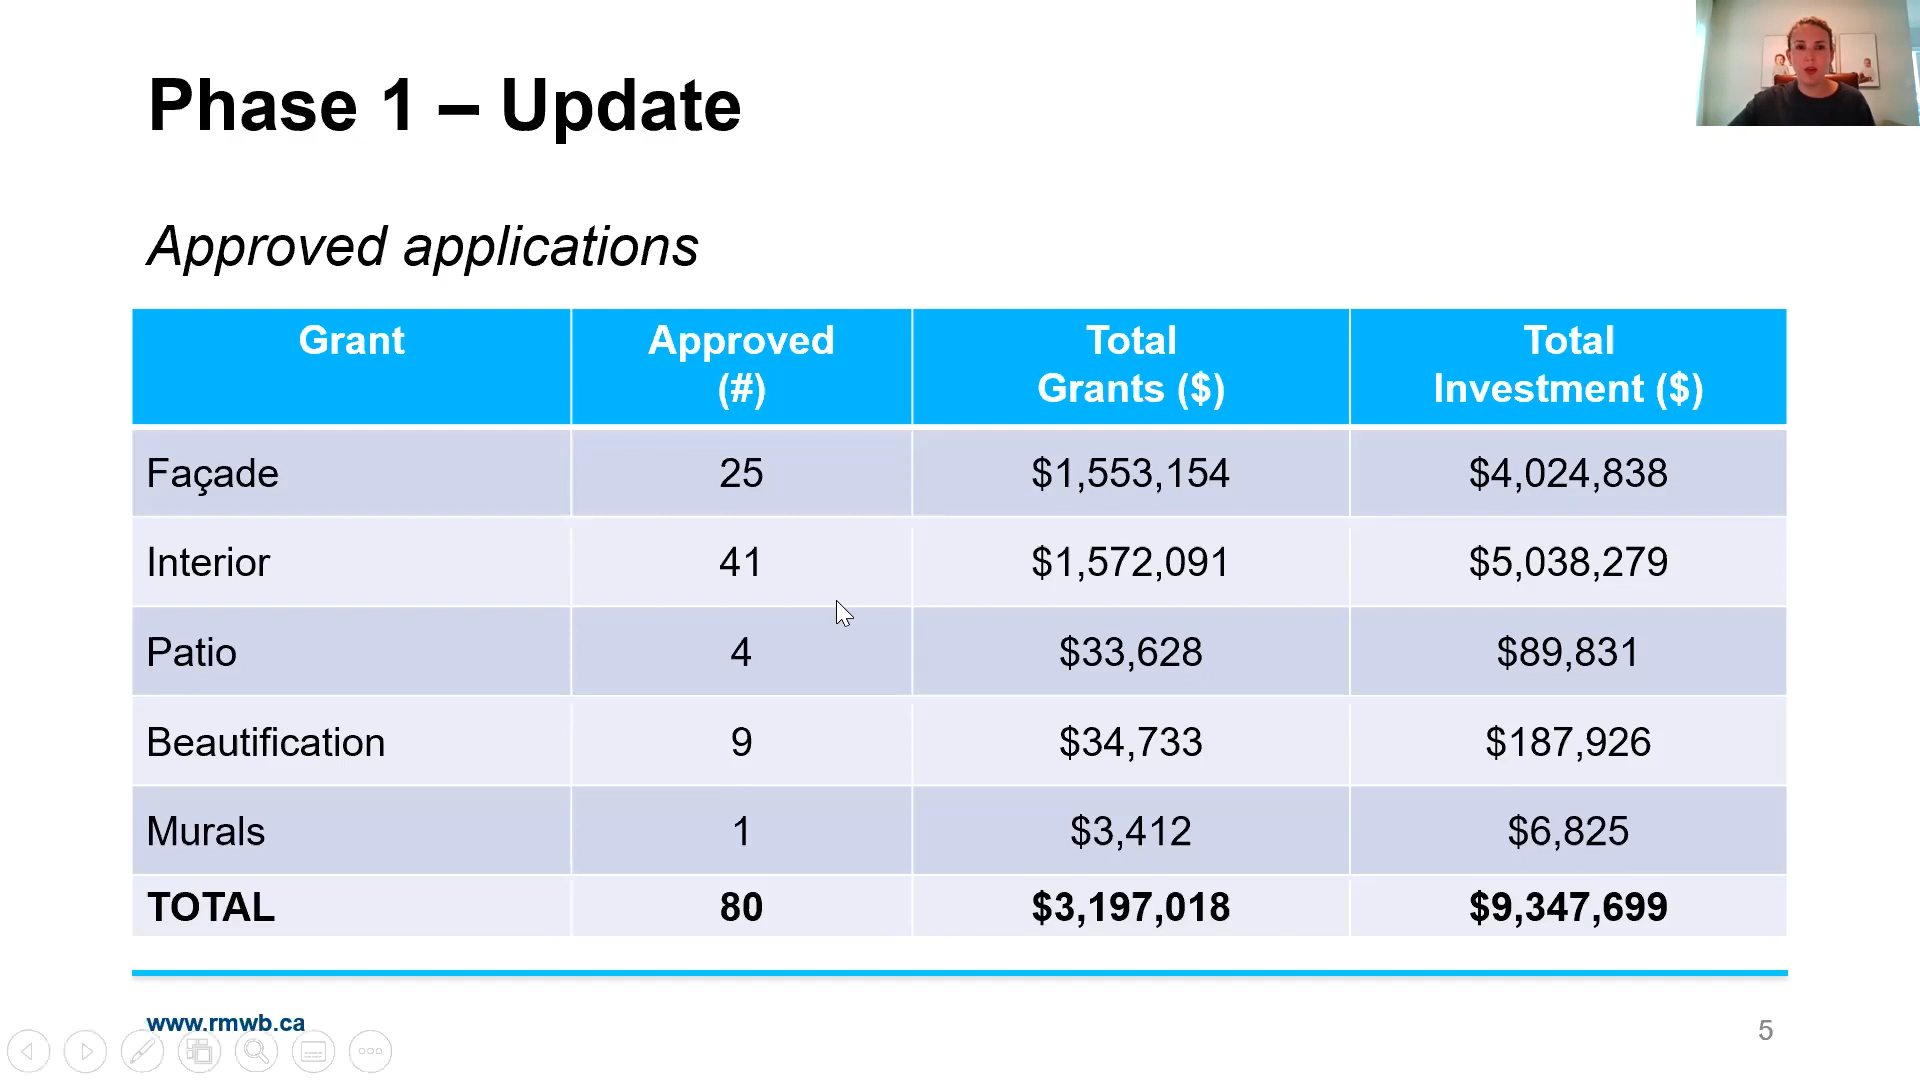 Phase 1 – Update
Approved applications
Grant Approved (#) Total Grants ($) Total Investment ($)
Façade 25 $1,553,154 $4,024,838
Interior 41 $1,572,091 $5,038,279
Patio 4 $33,628 $89,831
Beautification 9 $34,733 $187,926
Murals 1 $3,412 $6,825
TOTAL 80 $3,197,018 $9,347,699
www.rmwb.ca
5